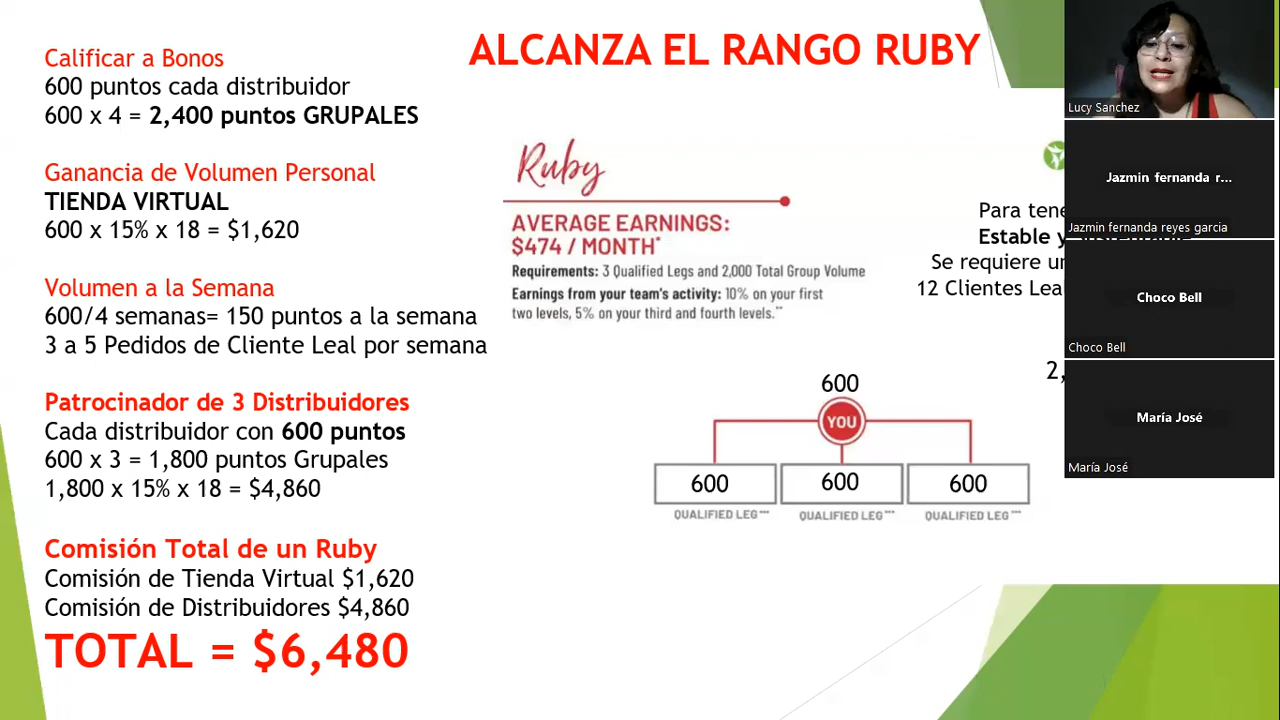 ALCANZA EL RANGO RUBY
Calificar a Bonos
600 puntos cada distribuidor
600 x 4 = 2,400 puntos GRUPALES
Ganancia de Volumen Personal
TIENDA VIRTUAL
600 x 15% x 18 = $1,620
Volumen a la Semana
600/4 semanas= 150 puntos a la semana
3 a 5 Pedidos de Cliente Leal por semana
Patrocinador de 3 Distribuidores
Cada distribuidor con 600 puntos
600 x 3 = 1,800 puntos Grupales
1,800 x 15% x 18 = $4,860
Comisión Total de un Ruby
Comisión de Tienda Virtual $1,620
Comisión de Distribuidores $4,860
TOTAL = $6,480
Ruby
AVERAGE EARNINGS:
$474 / MONTH*
Requirements: 3 Qualified Legs and 2,000 Total Group Volume
Earnings from your team's activity: 10% on your first
two levels, 5% on your third and fourth levels.**
Para tene
Estable y
Se requiere un
12 Clientes Leal
2,
600
YOU
600 600 600
QUALIFIED LEG*** QUALIFIED LEG*** QUALIFIED LEG***
Lucy Sanchez
Jazmin fernanda r...
Jazmin fernanda reyes garcia
Choco Bell
Choco Bell
María José
María José